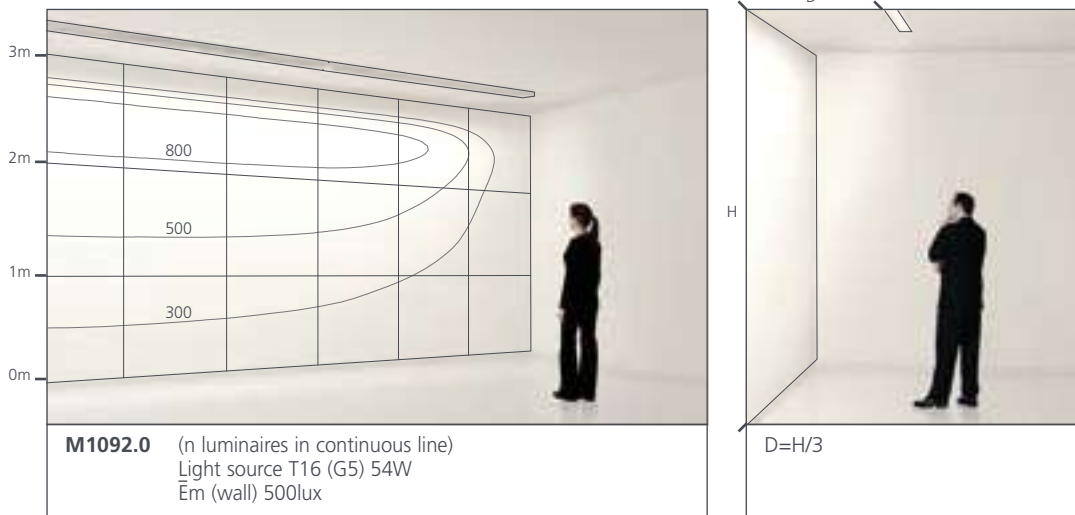 D
3m
800
2m
H
500
1m
300
0m
M1092.0 (n luminaires in continuous line)
D=H/3
Light source T16 (G5) 54W
Ēm (wall) 500lux